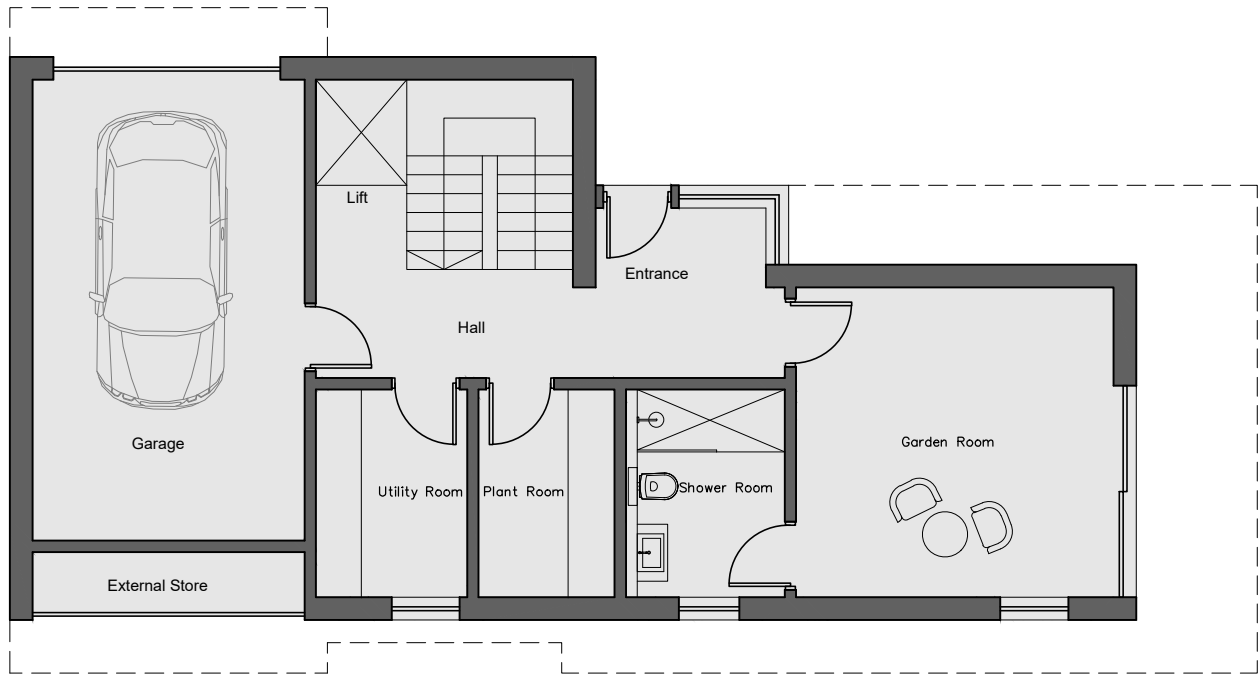 Lift
Entrance
Hall
Garage
Garden Room
Utility Room
Plant Room
Shower Room
External Store